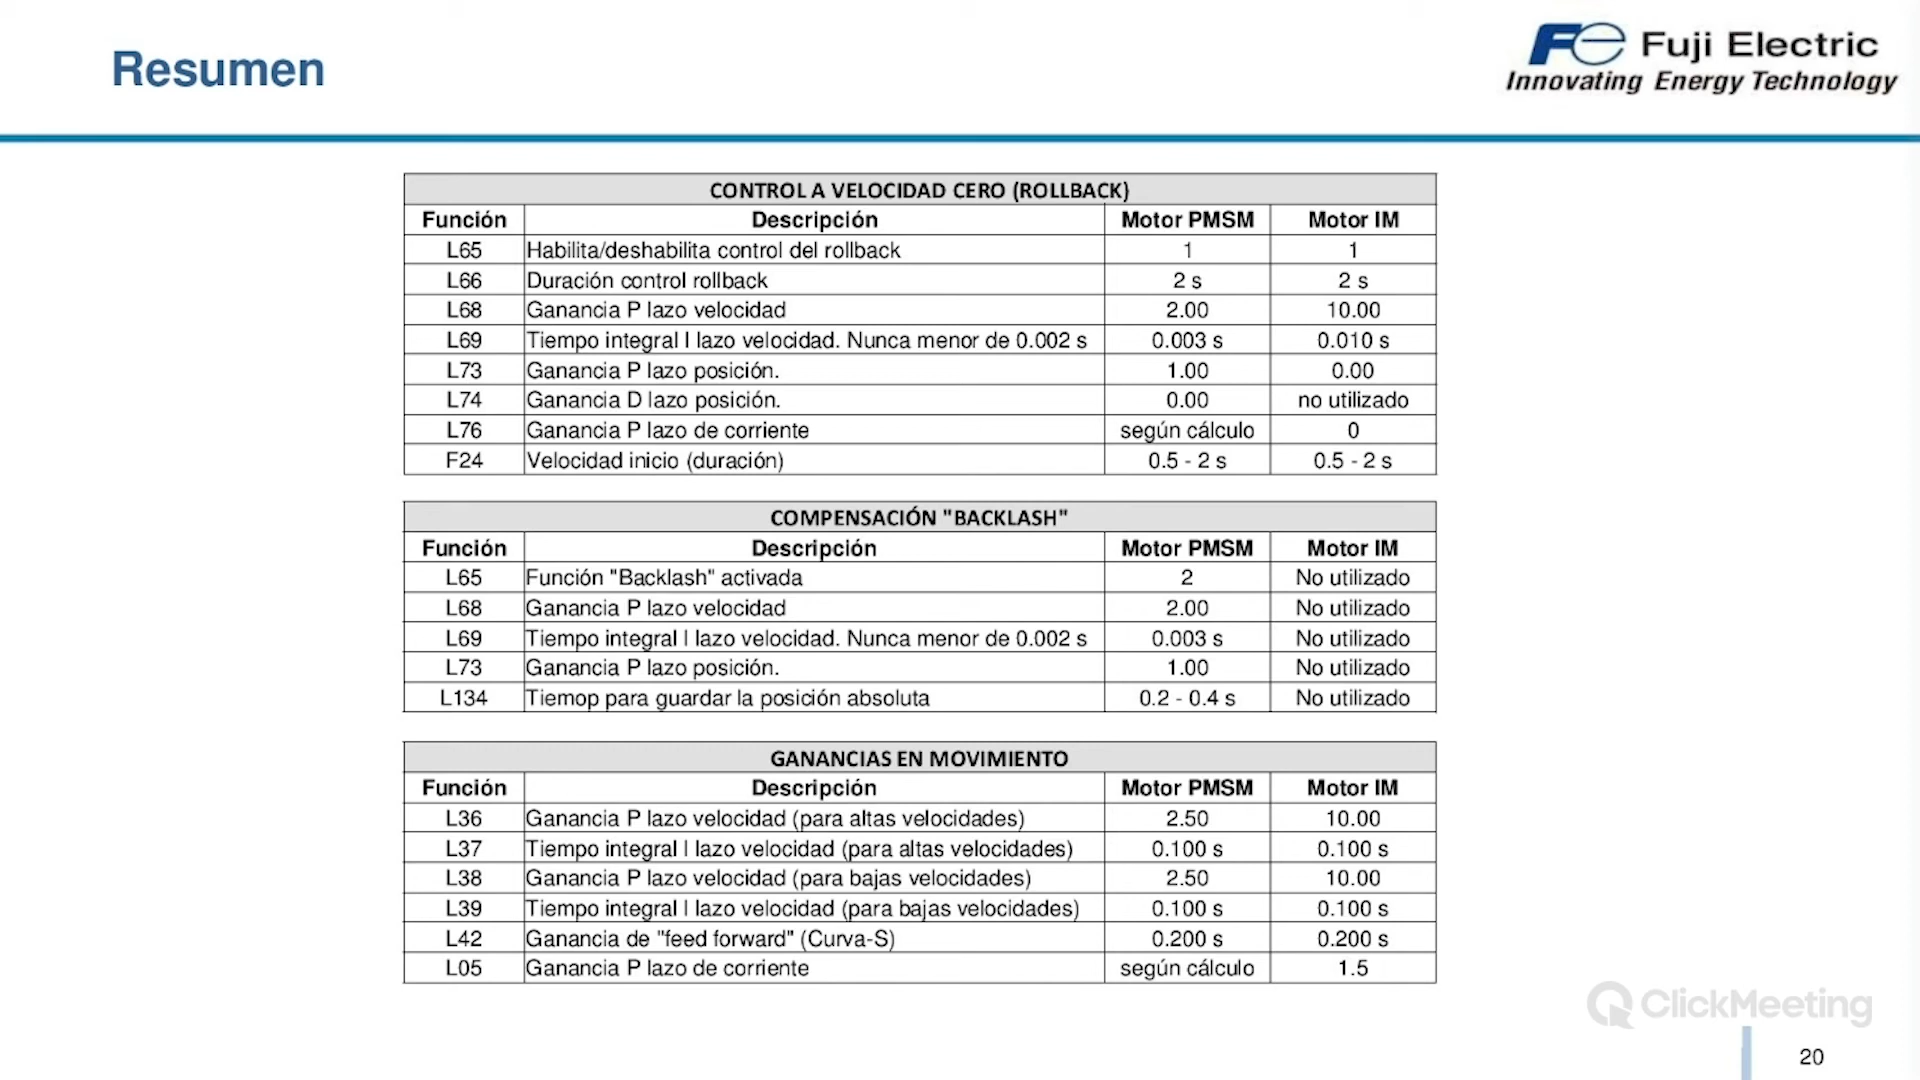 Resumen
Fuji Electric
Innovating Energy Technology
CONTROL A VELOCIDAD CERO (ROLLBACK)
Función Descripción Motor PMSM Motor IM
L65 Habilita/deshabilita control del rollback 1 1
L66 Duración control rollback 2 s 2 s
L68 Ganancia P lazo velocidad 2.00 10.00
L69 Tiempo integral I lazo velocidad. Nunca menor de 0.002 s 0.003 s 0.010 s
L73 Ganancia P lazo posición. 1.00 0.00
L74 Ganancia D lazo posición. 0.00 no utilizado
L76 Ganancia P lazo de corriente según cálculo 0
F24 Velocidad inicio (duración) 0.5 - 2 s 0.5 - 2 s
COMPENSACIÓN "BACKLASH"
Función Descripción Motor PMSM Motor IM
L65 Función "Backlash" activada 2 No utilizado
L68 Ganancia P lazo velocidad 2.00 No utilizado
L69 Tiempo integral I lazo velocidad. Nunca menor de 0.002 s 0.003 s No utilizado
L73 Ganancia P lazo posición. 1.00 No utilizado
L134 Tiemop para guardar la posición absoluta 0.2 - 0.4 s No utilizado
GANANCIAS EN MOVIMIENTO
Función Descripción Motor PMSM Motor IM
L36 Ganancia P lazo velocidad (para altas velocidades) 2.50 10.00
L37 Tiempo integral I lazo velocidad (para altas velocidades) 0.100 s 0.100 s
L38 Ganancia P lazo velocidad (para bajas velocidades) 2.50 10.00
L39 Tiempo integral I lazo velocidad (para bajas velocidades) 0.100 s 0.100 s
L42 Ganancia de "feed forward" (Curva-S) 0.200 s 0.200 s
L05 Ganancia P lazo de corriente según cálculo 1.5
ClickMeeting
20